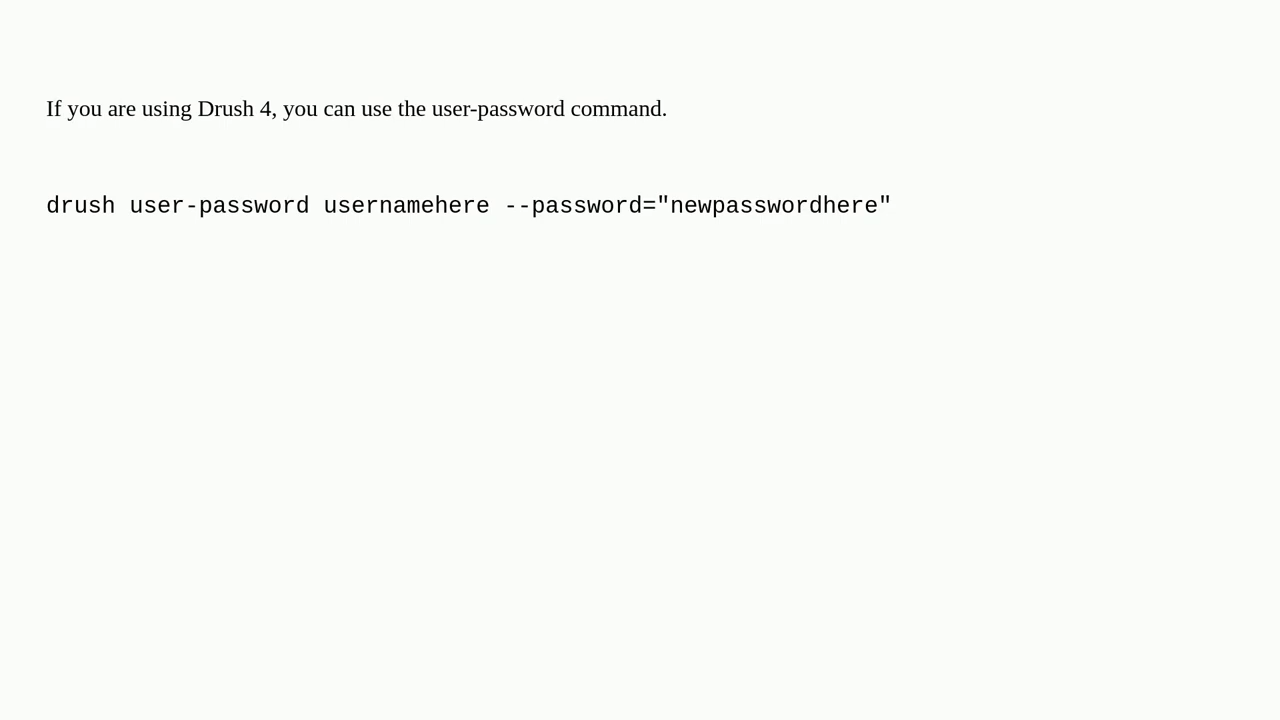 If you are using Drush 4, you can use the user-password command.
drush user-password usernamehere --password="newpasswordhere"